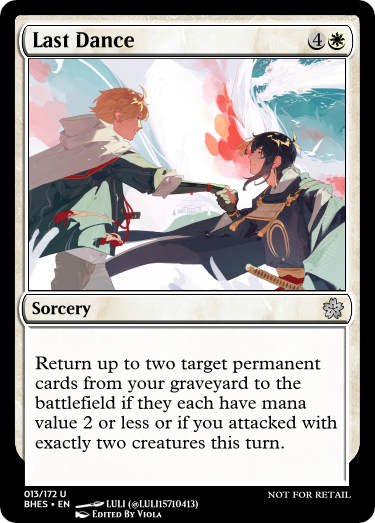 Last Dance 4
Sorcery
Return up to two target permanent
cards from your graveyard to the
battlefield if they each have mana
value 2 or less or if you attacked with
exactly two creatures this turn.
013/172 U
BHES • EN LULI (@LULI15710413)
Edited By Viola
NOT FOR RETAIL